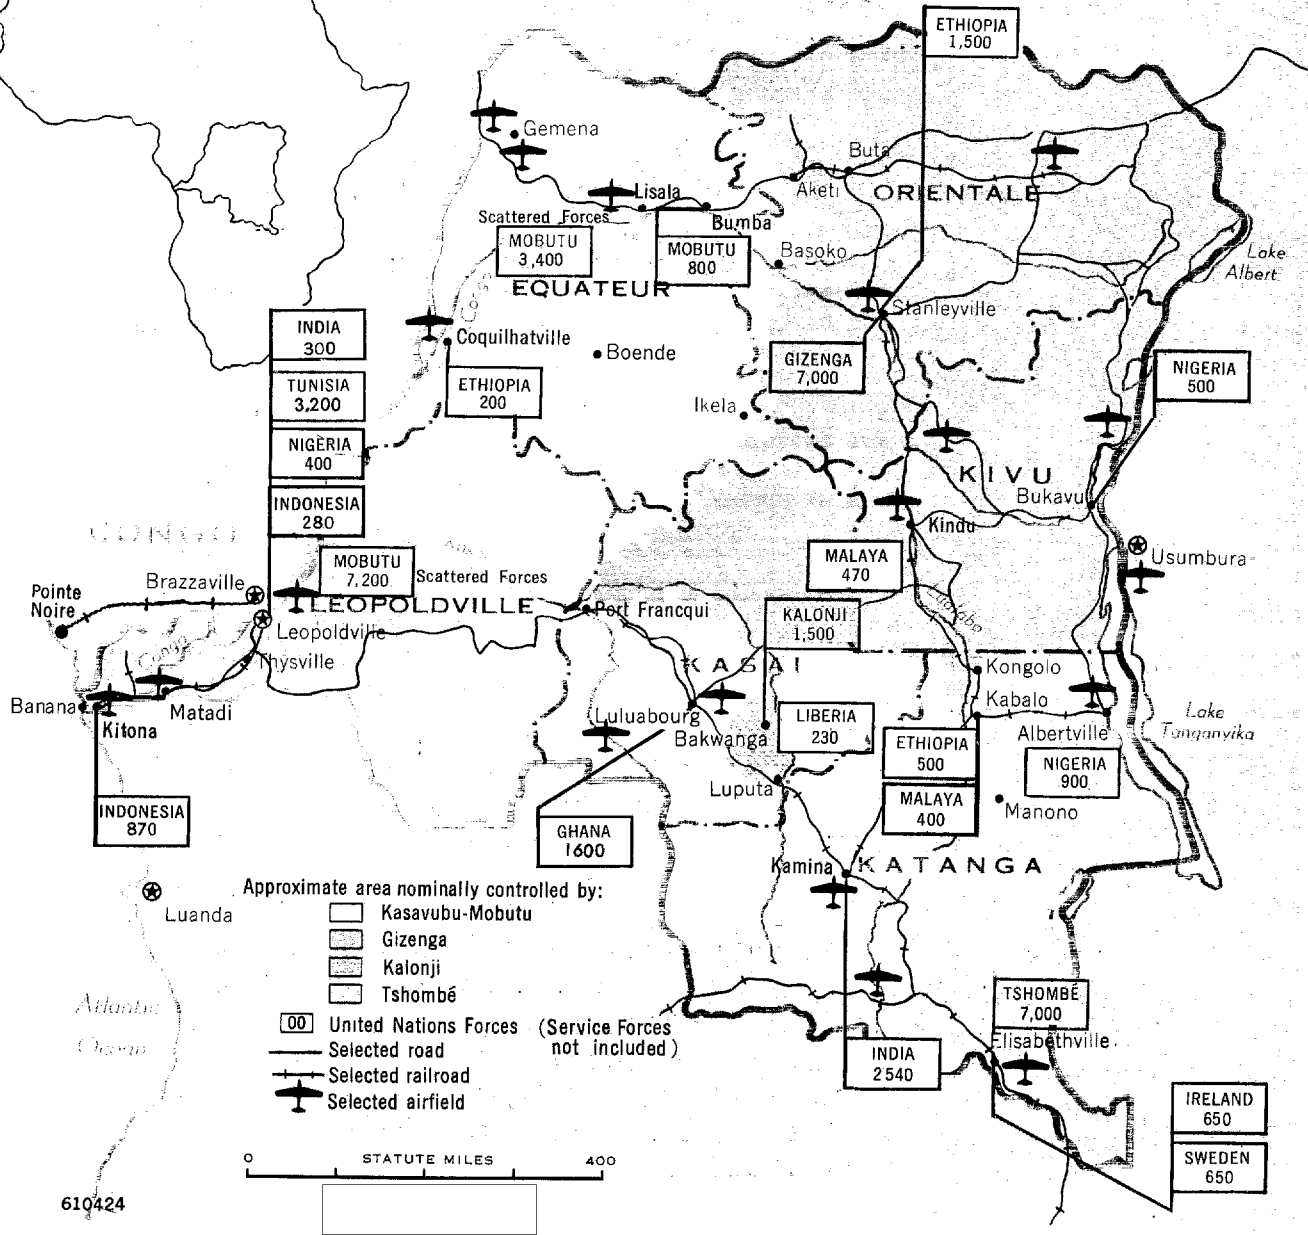 ETHIOPIA
1,500
Gemena
Buta
Aketi
ORIENTALE
Lisala
Scattered Forces
Bumba
MOBUTU
3,400
MOBUTU
800
Basoko
Lake
Albert
EQUATEUR
Stanleyville
INDIA
300
Coquilhatville
Boende
GIZENGA
7,000
NIGERIA
500
TUNISIA
3,200
ETHIOPIA
200
Ikela
NIGERIA
400
KIVU
INDONESIA
280
Bukavu
Kindu
CONGO
MOBUTU
7,200
Scattered Forces
MALAYA
470
Usumbura
Brazzaville
Pointe
Noire
LEOPOLDVILLE
Port Francqui
KALONJI
1,500
Leopoldville
Congo
Thysville
KASAI
Kongolo
Banana
Matadi
Kitona
Luluabourg
Bakwanga
LIBERIA
230
Kabalo
Albertville
Lake
Tanganyika
ETHIOPIA
500
NIGERIA
900
Luputa
MALAYA
400
Manono
INDONESIA
870
GHANA
1600
Kamina
KATANGA
Luanda
Approximate area nominally controlled by:
Kasavubu-Mobutu
Gizenga
Kalonji
Tshombé
00 United Nations Forces (Service Forces
not included)
Selected road
Selected railroad
Selected airfield
Atlantic
Ocean
TSHOMBÉ
7,000
Elisabethville
INDIA
2540
IRELAND
650
SWEDEN
650
0 STATUTE MILES 400
610424